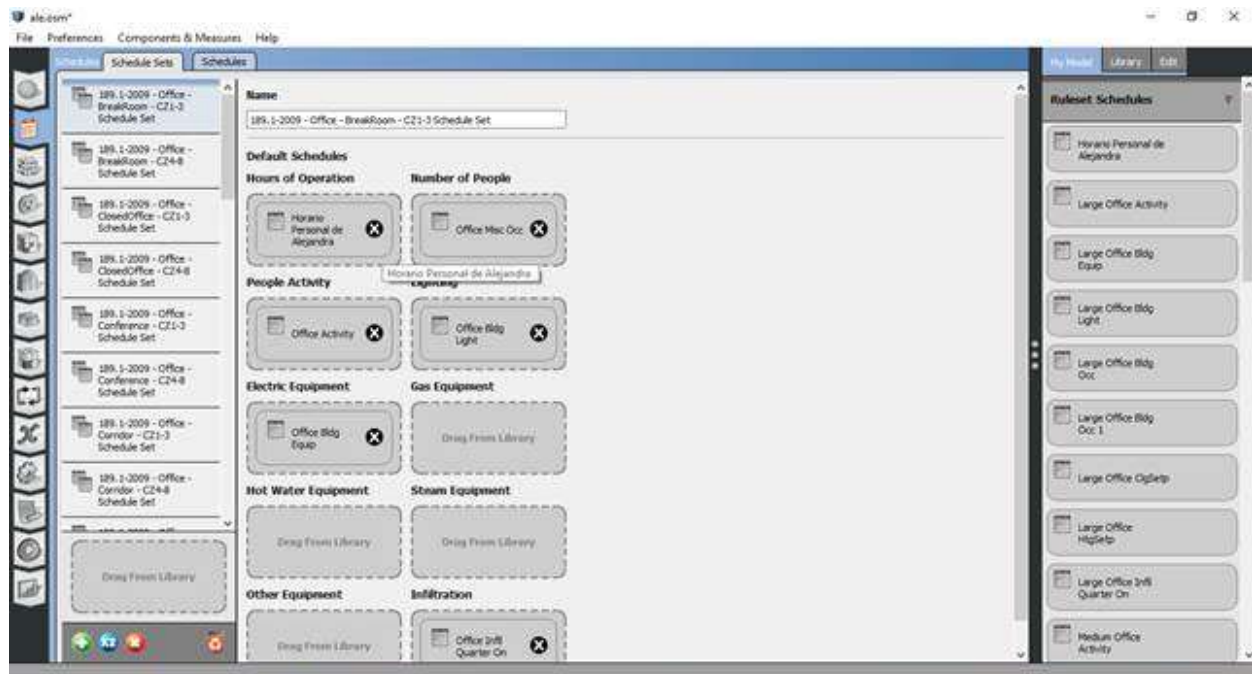 ale.osm*
File Preferences Components & Measures Help
Schedules Schedule Sets Schedules
My Model Library Edit
189.1-2009 - Office -
BreakRoom - CZ1-3
Schedule Set
189.1-2009 - Office -
BreakRoom - CZ4-8
Schedule Set
189.1-2009 - Office -
ClosedOffice - CZ1-3
Schedule Set
189.1-2009 - Office -
ClosedOffice - CZ4-8
Schedule Set
189.1-2009 - Office -
Conference - CZ1-3
Schedule Set
189.1-2009 - Office -
Conference - CZ4-8
Schedule Set
189.1-2009 - Office -
Corridor - CZ1-3
Schedule Set
189.1-2009 - Office -
Corridor - CZ4-8
Schedule Set
Drag From Library
Name
189.1-2009 - Office - BreakRoom - CZ1-3 Schedule Set
Default Schedules
Hours of Operation Number of People
Horario
Personal de
Alejandra
Office Misc Occ
Horario Personal de Alejandra
People Activity Lighting
Office Activity
Office Bldg
Light
Electric Equipment Gas Equipment
Office Bldg
Equip
Drag From Library
Hot Water Equipment Steam Equipment
Drag From Library Drag From Library
Other Equipment Infiltration
Drag From Library
Office Infil
Quarter On
Ruleset Schedules
Horario Personal de
Alejandra
Large Office Activity
Large Office Bldg
Equip
Large Office Bldg
Light
Large Office Bldg
Occ
Large Office Bldg
Occ 1
Large Office ClgSetp
Large Office
HtgSetp
Large Office Infil
Quarter On
Medium Office
Activity